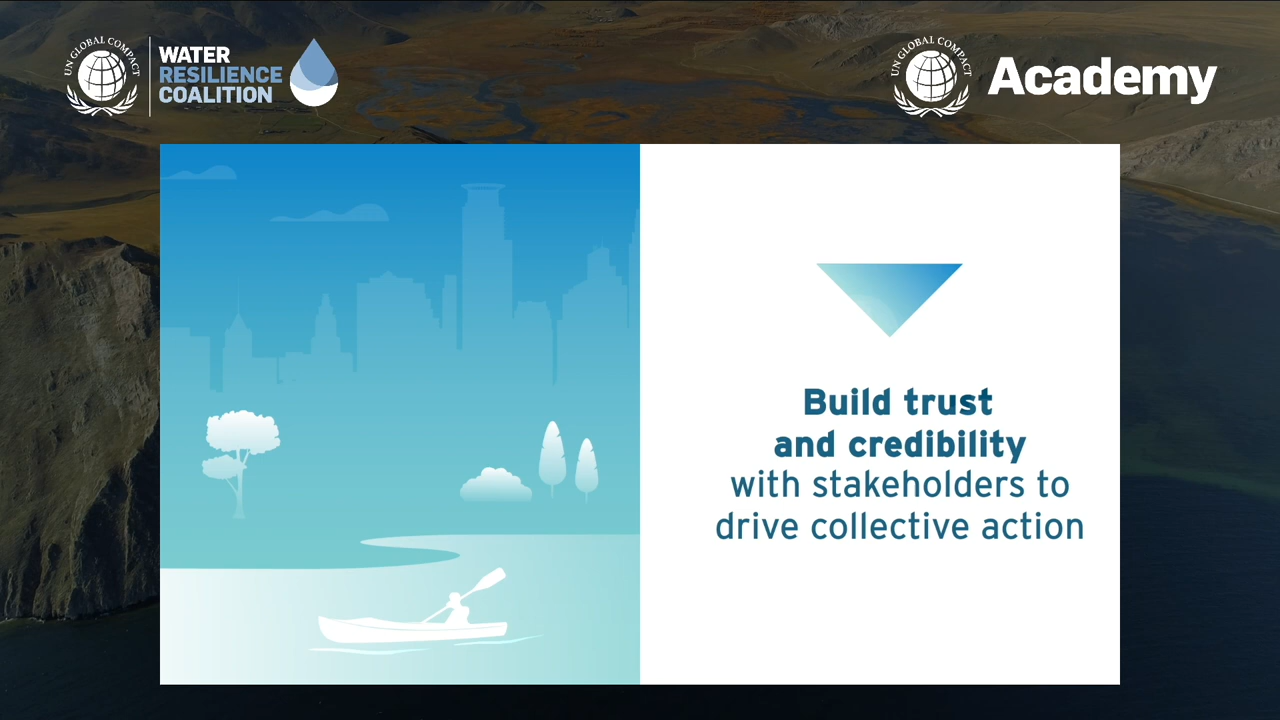 UN GLOBAL COMPACT
WATER
RESILIENCE
COALITION
UN GLOBAL COMPACT
Academy
Build trust
and credibility
with stakeholders to
drive collective action